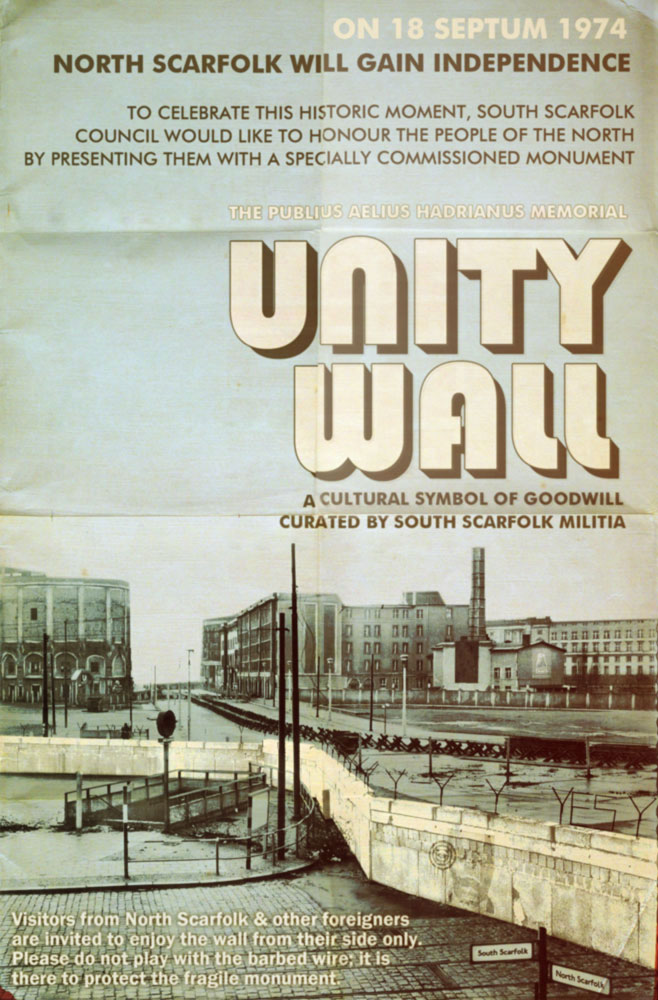 ON 18 SEPTUM 1974
NORTH SCARFOLK WILL GAIN INDEPENDENCE
TO CELEBRATE THIS HISTORIC MOMENT, SOUTH SCARFOLK
COUNCIL WOULD LIKE TO HONOUR THE PEOPLE OF THE NORTH
BY PRESENTING THEM WITH A SPECIALLY COMMISSIONED MONUMENT
THE PUBLIUS AELIUS HADRIANUS MEMORIAL
UNITY
WALL
A CULTURAL SYMBOL OF GOODWILL
CURATED BY SOUTH SCARFOLK MILITIA
Visitors from North Scarfolk & other foreigners
are invited to enjoy the wall from their side only.
Please do not play with the barbed wire; it is
there to protect the fragile monument.
South Scarfolk
North Scarfolk